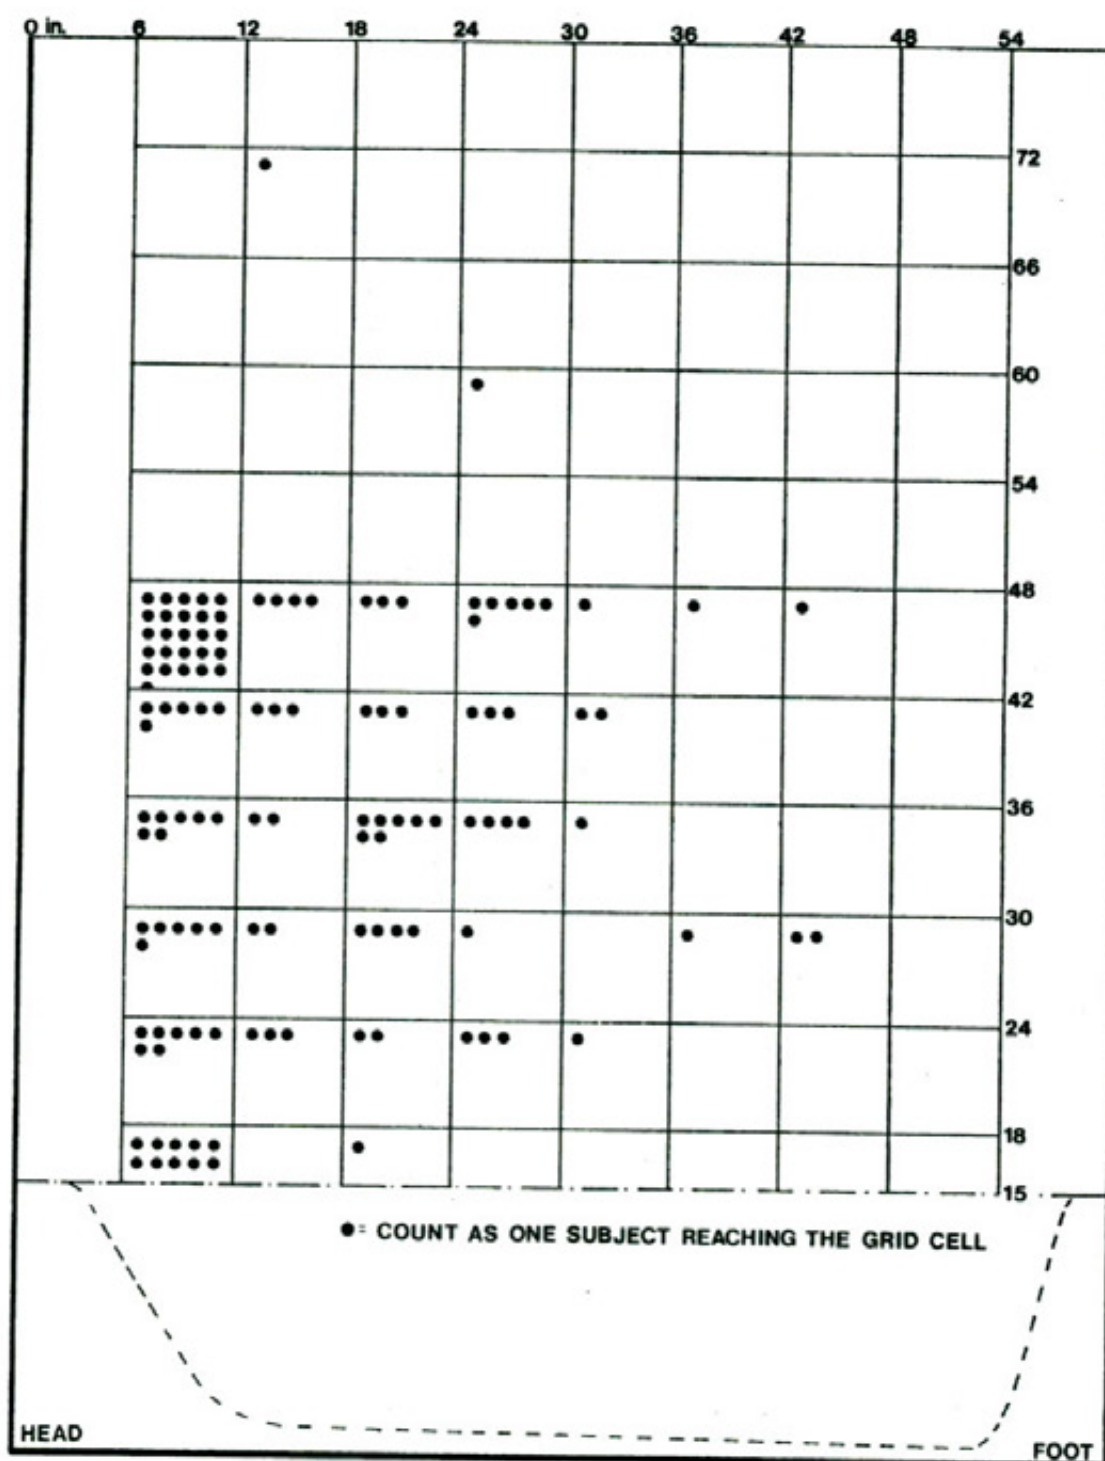 0 in. 6 12 18 24 30 36 42 48 54
72
66
60
54
48
42
36
30
24
18
15
●= COUNT AS ONE SUBJECT REACHING THE GRID CELL
HEAD
FOOT